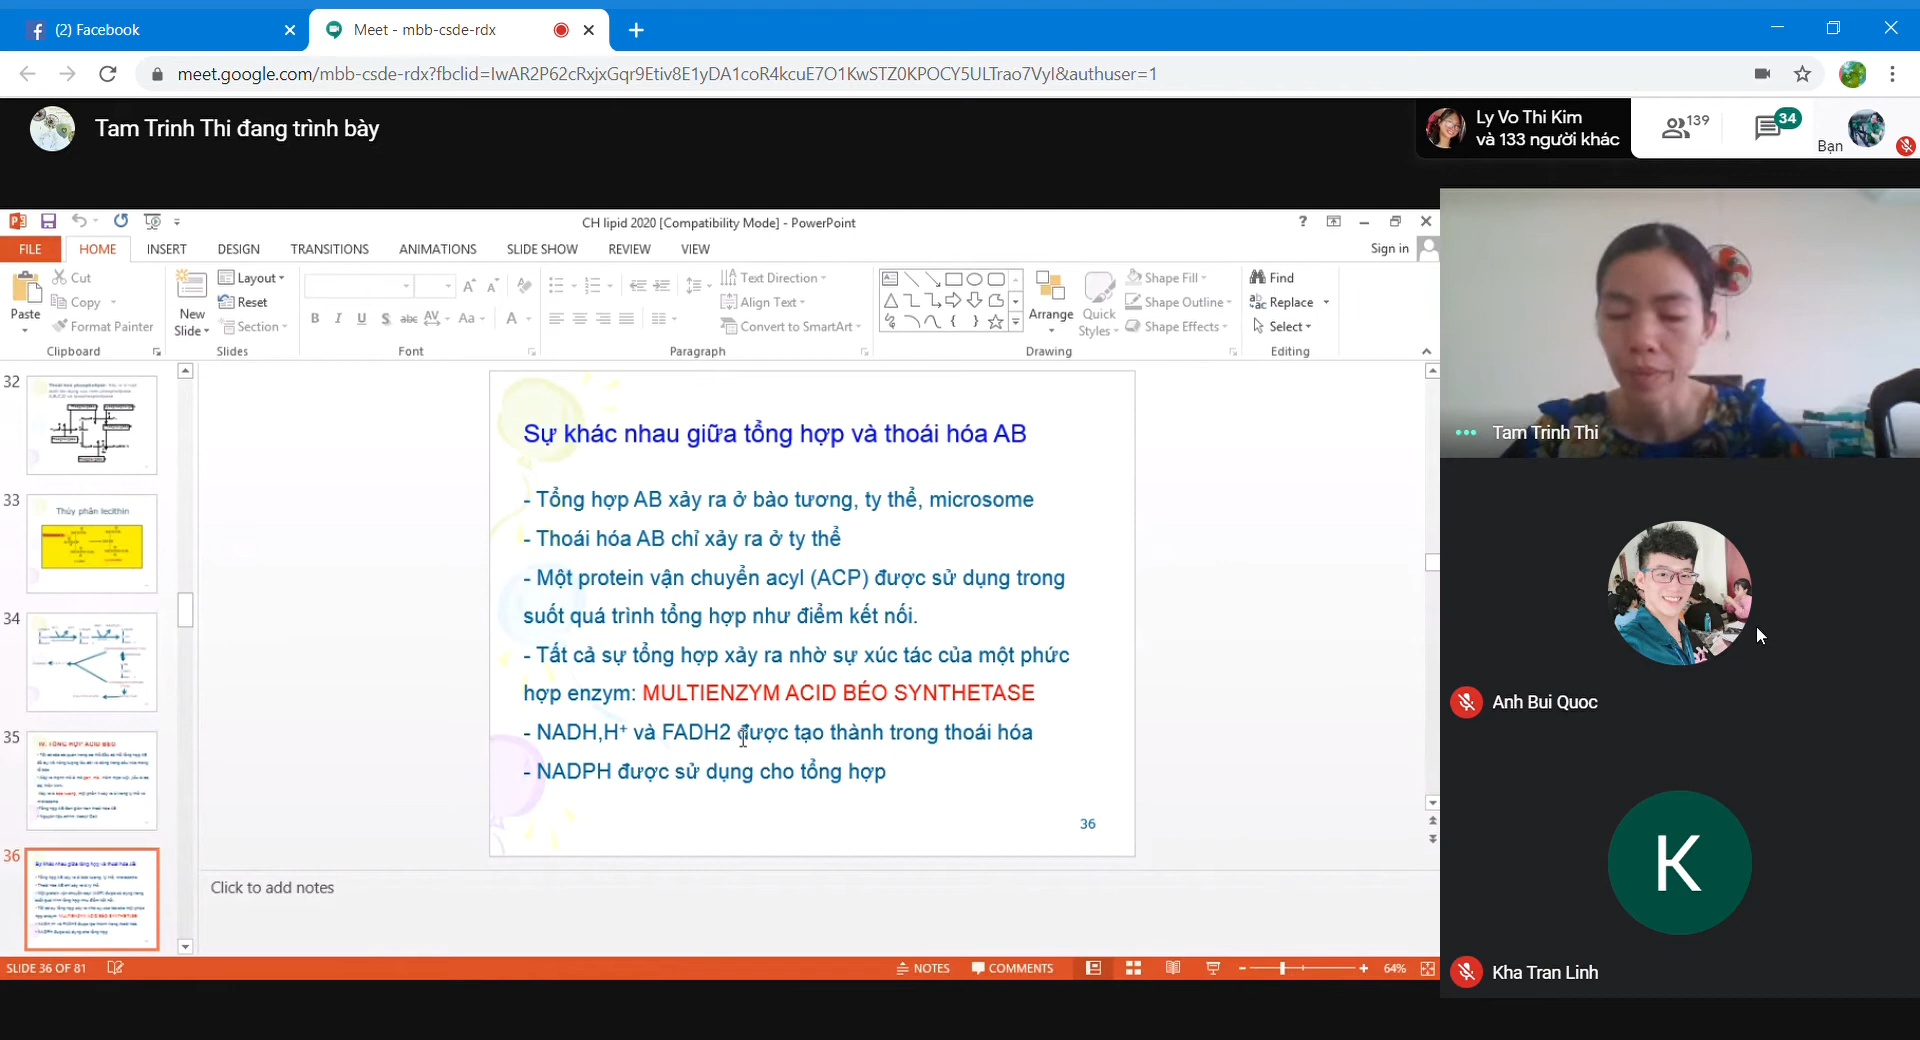 (2) Facebook
Meet - mbb-csde-rdx
meet.google.com/mbb-csde-rdx?fbclid=IwAR2P62cRxjxGqr9Etiv8E1yDA1coR4kcuE7O1KwSTZ0KPOCY5ULTrao7VyI&authuser=1
Tam Trinh Thi đang trình bày
Ly Vo Thi Kim
và 133 người khác
139
34
Bạn
CH lipid 2020 [Compatibility Mode] - PowerPoint
FILE HOME INSERT DESIGN TRANSITIONS ANIMATIONS SLIDE SHOW REVIEW VIEW
Sign in
Paste
Cut
Copy
Format Painter
Clipboard
New
Slide
Layout
Reset
Section
Slides
Font
Text Direction
Align Text
Convert to SmartArt
Paragraph
Arrange
Quick
Styles
Shape Fill
Shape Outline
Shape Effects
Drawing
Find
Replace
Select
Editing
32
33
Thủy phân lecithin
34
35
IV. TỔNG HỢP ACID BÉO
36
Sự khác nhau giữa tổng hợp và thoái hóa AB
- Tổng hợp AB xảy ra ở bào tương, ty thể, microsome
- Thoái hóa AB chỉ xảy ra ở ty thể
- Một protein vận chuyển acyl (ACP) được sử dụng trong
suốt quá trình tổng hợp như điểm kết nối.
- Tất cả sự tổng hợp xảy ra nhờ sự xúc tác của một phức
hợp enzym: MULTIENZYM ACID BÉO SYNTHETASE
- NADH,H⁺ và FADH2 được tạo thành trong thoái hóa
- NADPH được sử dụng cho tổng hợp
36
Click to add notes
SLIDE 36 OF 81
NOTES
COMMENTS
64%
Tam Trinh Thi
Anh Bui Quoc
K
Kha Tran Linh